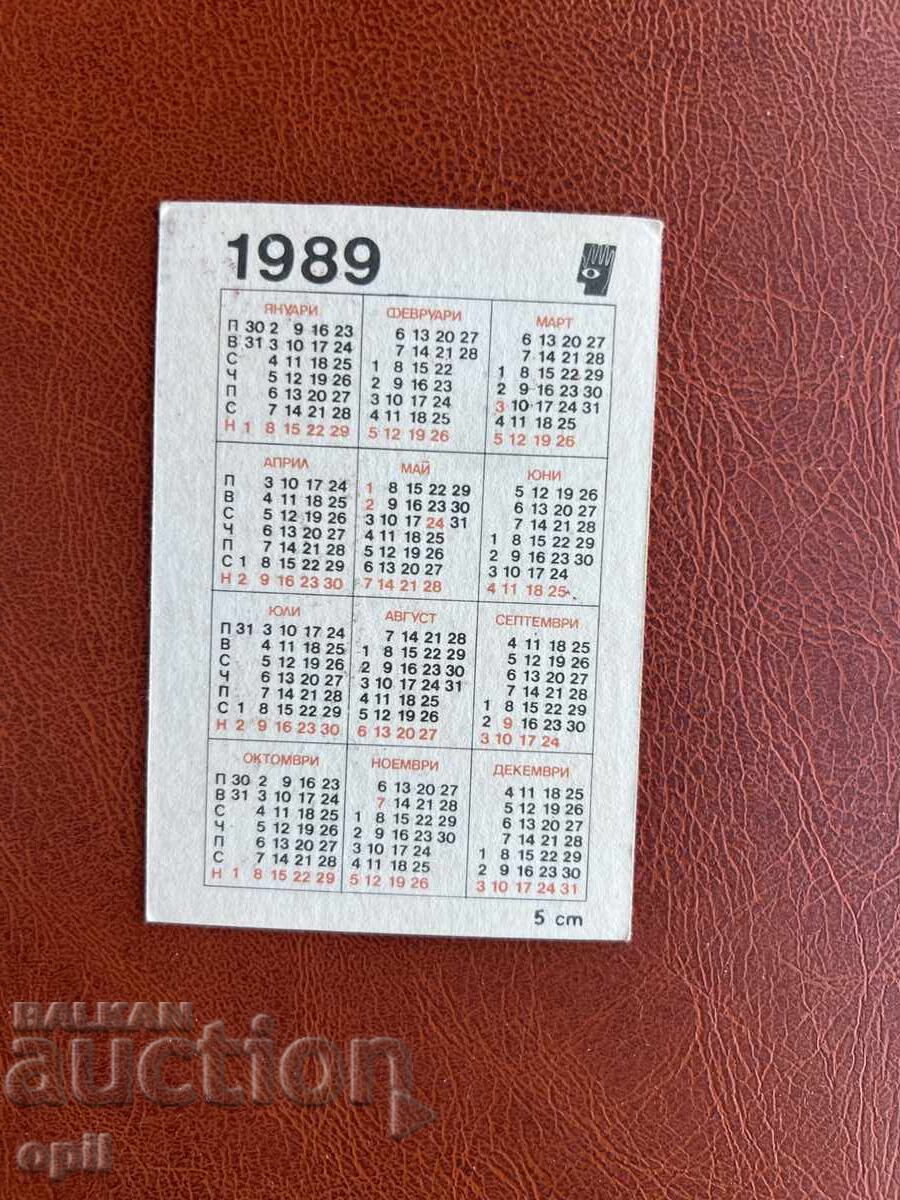 1989
ЯНУАРИ ФЕВРУАРИ МАРТ
П 30 2 9 16 23 6 13 20 27 6 13 20 27
В 31 3 10 17 24 7 14 21 28 7 14 21 28
С 4 11 18 25 1 8 15 22 1 8 15 22 29
Ч 5 12 19 26 2 9 16 23 2 9 16 23 30
П 6 13 20 27 3 10 17 24 3 10 17 24 31
С 7 14 21 28 4 11 18 25 4 11 18 25
Н 1 8 15 22 29 5 12 19 26 5 12 19 26
АПРИЛ МАЙ ЮНИ
П 3 10 17 24 1 8 15 22 29 5 12 19 26
В 4 11 18 25 2 9 16 23 30 6 13 20 27
С 5 12 19 26 3 10 17 24 31 7 14 21 28
Ч 6 13 20 27 4 11 18 25 1 8 15 22 29
П 7 14 21 28 5 12 19 26 2 9 16 23 30
С 1 8 15 22 29 6 13 20 27 3 10 17 24
Н 2 9 16 23 30 7 14 21 28 4 11 18 25
ЮЛИ АВГУСТ СЕПТЕМВРИ
П 31 3 10 17 24 7 14 21 28 4 11 18 25
В 4 11 18 25 1 8 15 22 29 5 12 19 26
С 5 12 19 26 2 9 16 23 30 6 13 20 27
Ч 6 13 20 27 3 10 17 24 31 7 14 21 28
П 7 14 21 28 4 11 18 25 1 8 15 22 29
С 1 8 15 22 29 5 12 19 26 2 9 16 23 30
Н 2 9 16 23 30 6 13 20 27 3 10 17 24
ОКТОМВРИ НОЕМВРИ ДЕКЕМВРИ
П 30 2 9 16 23 6 13 20 27 4 11 18 25
В 31 3 10 17 24 7 14 21 28 5 12 19 26
С 4 11 18 25 1 8 15 22 29 6 13 20 27
Ч 5 12 19 26 2 9 16 23 30 7 14 21 28
П 6 13 20 27 3 10 17 24 1 8 15 22 29
С 7 14 21 28 4 11 18 25 2 9 16 23 30
Н 1 8 15 22 29 5 12 19 26 3 10 17 24 31
5 cm
BALKAN
auction
opil